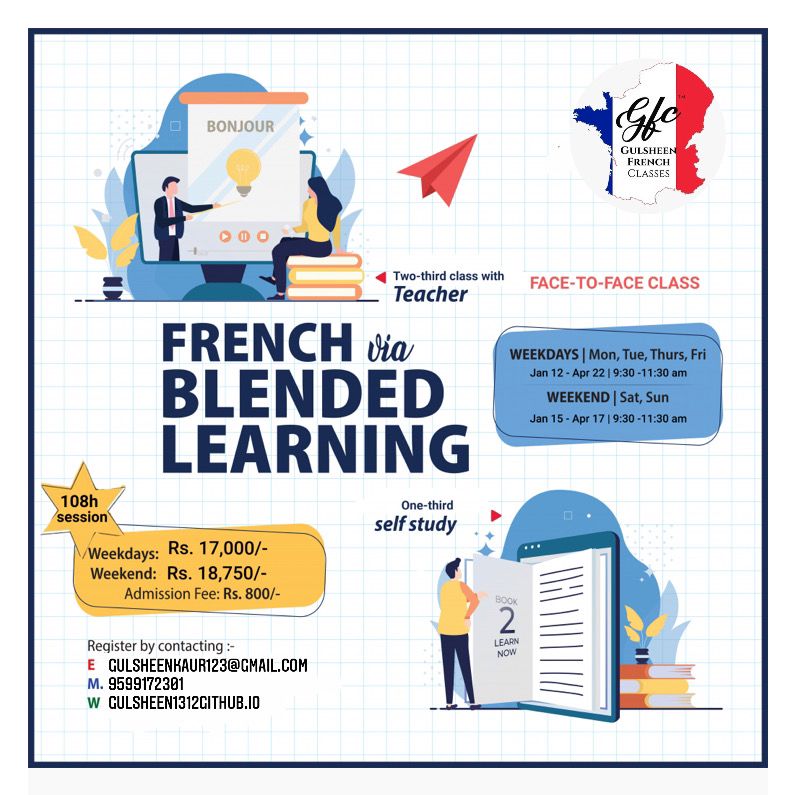 BONJOUR
Gfc
TM
GULSHEEN
FRENCH
CLASSES
Two-third class with
Teacher
FACE-TO-FACE CLASS
FRENCH via
BLENDED
LEARNING
WEEKDAYS | Mon, Tue, Thurs, Fri
Jan 12 - Apr 22 | 9:30 -11:30 am
WEEKEND | Sat, Sun
Jan 15 - Apr 17 | 9:30 -11:30 am
108h
session
Weekdays: Rs. 17,000/-
Weekend: Rs. 18,750/-
Admission Fee: Rs. 800/-
One-third
self study
BOOK
2
LEARN
NOW
Register by contacting :-
E GULSHEENKAUR123@GMAIL.COM
M. 9599172301
W GULSHEEN1312GITHUB.IO